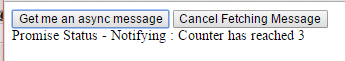 Get me an async message Cancel Fetching Message
Promise Status - Notifying : Counter has reached 3